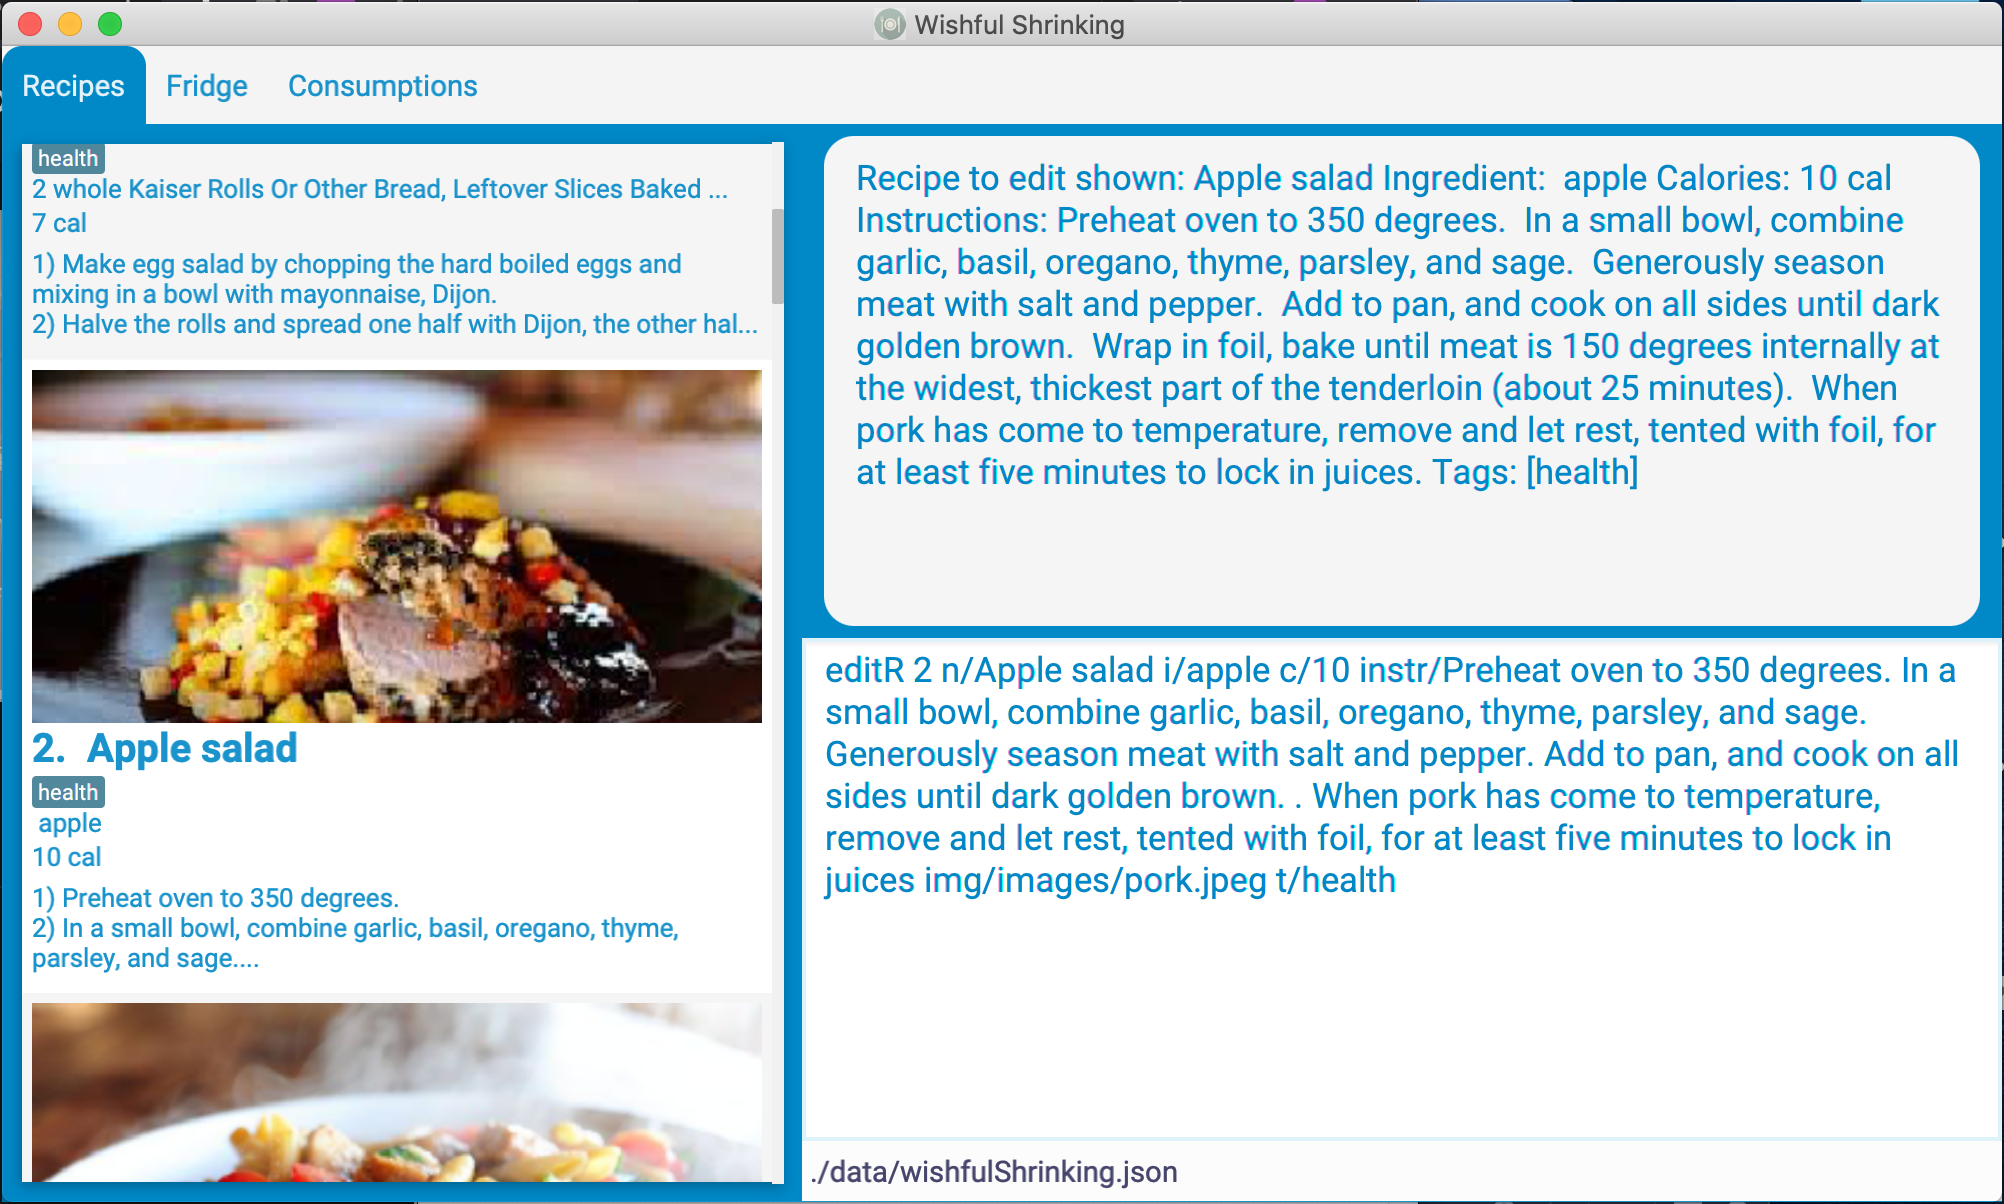 Wishful Shrinking
Recipes Fridge Consumptions
health
2 whole Kaiser Rolls Or Other Bread, Leftover Slices Baked ...
7 cal
1) Make egg salad by chopping the hard boiled eggs and
mixing in a bowl with mayonnaise, Dijon.
2) Halve the rolls and spread one half with Dijon, the other hal...
2. Apple salad
health
apple
10 cal
1) Preheat oven to 350 degrees.
2) In a small bowl, combine garlic, basil, oregano, thyme,
parsley, and sage....
Recipe to edit shown: Apple salad Ingredient:  apple Calories: 10 cal
Instructions: Preheat oven to 350 degrees.  In a small bowl, combine
garlic, basil, oregano, thyme, parsley, and sage.  Generously season
meat with salt and pepper.  Add to pan, and cook on all sides until dark
golden brown.  Wrap in foil, bake until meat is 150 degrees internally at
the widest, thickest part of the tenderloin (about 25 minutes).  When
pork has come to temperature, remove and let rest, tented with foil, for
at least five minutes to lock in juices. Tags: [health]
editR 2 n/Apple salad i/apple c/10 instr/Preheat oven to 350 degrees. In a
small bowl, combine garlic, basil, oregano, thyme, parsley, and sage.
Generously season meat with salt and pepper. Add to pan, and cook on all
sides until dark golden brown. . When pork has come to temperature,
remove and let rest, tented with foil, for at least five minutes to lock in
juices img/images/pork.jpeg t/health
./data/wishfulShrinking.json